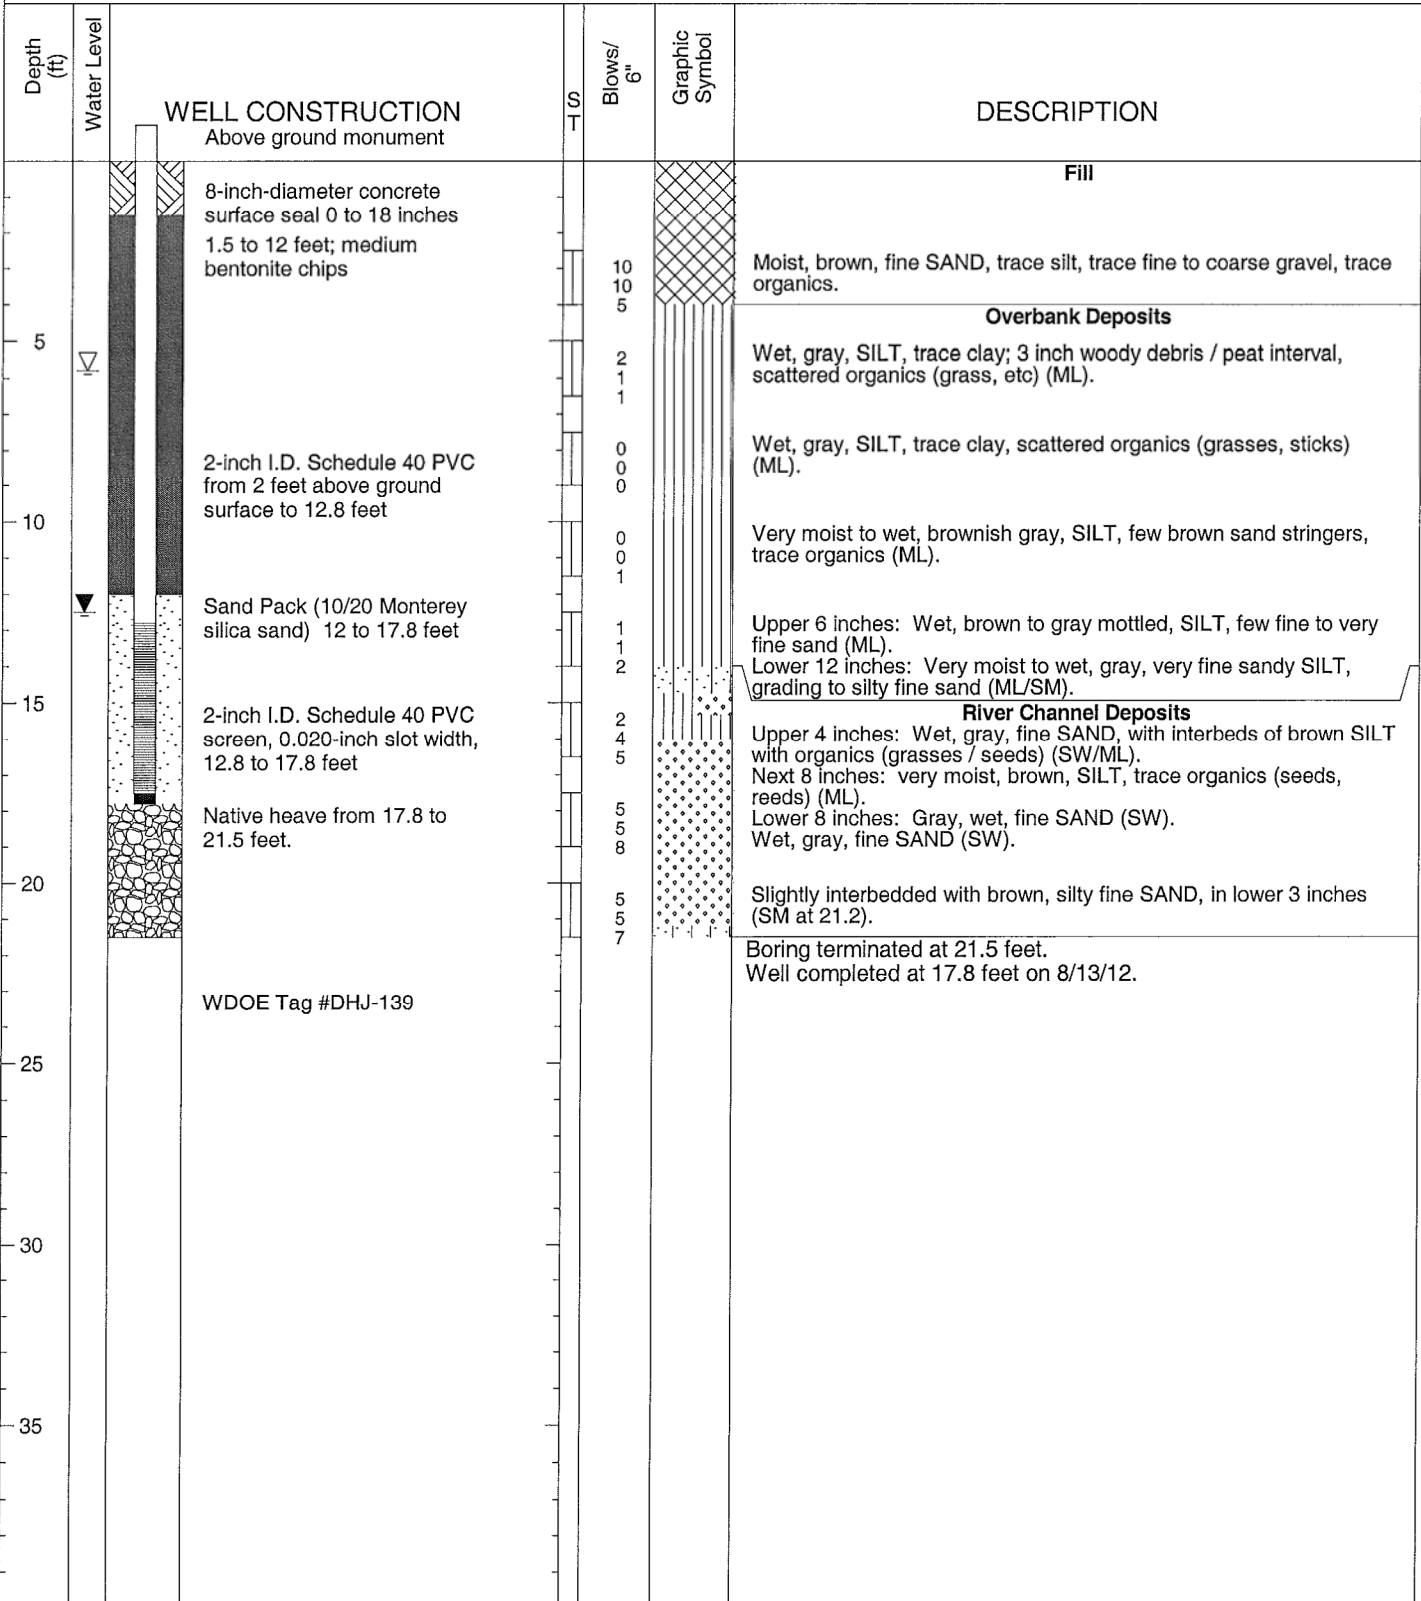 Depth
(ft)
Water Level
WELL CONSTRUCTION
Above ground monument
S
T
Blows/
6"
Graphic
Symbol
DESCRIPTION
8-inch-diameter concrete
surface seal 0 to 18 inches
1.5 to 12 feet; medium
bentonite chips
2-inch I.D. Schedule 40 PVC
from 2 feet above ground
surface to 12.8 feet
Sand Pack (10/20 Monterey
silica sand) 12 to 17.8 feet
2-inch I.D. Schedule 40 PVC
screen, 0.020-inch slot width,
12.8 to 17.8 feet
Native heave from 17.8 to
21.5 feet.
WDOE Tag #DHJ-139
5
10
15
20
25
30
35
10
10
5
2
1
1
0
0
0
0
0
1
1
1
2
2
4
5
5
5
8
5
5
7
Fill
Moist, brown, fine SAND, trace silt, trace fine to coarse gravel, trace
organics.
Overbank Deposits
Wet, gray, SILT, trace clay; 3 inch woody debris / peat interval,
scattered organics (grass, etc) (ML).
Wet, gray, SILT, trace clay, scattered organics (grasses, sticks)
(ML).
Very moist to wet, brownish gray, SILT, few brown sand stringers,
trace organics (ML).
Upper 6 inches: Wet, brown to gray mottled, SILT, few fine to very
fine sand (ML).
Lower 12 inches: Very moist to wet, gray, very fine sandy SILT,
grading to silty fine sand (ML/SM).
River Channel Deposits
Upper 4 inches: Wet, gray, fine SAND, with interbeds of brown SILT
with organics (grasses / seeds) (SW/ML).
Next 8 inches: very moist, brown, SILT, trace organics (seeds,
reeds) (ML).
Lower 8 inches: Gray, wet, fine SAND (SW).
Wet, gray, fine SAND (SW).
Slightly interbedded with brown, silty fine SAND, in lower 3 inches
(SM at 21.2).
Boring terminated at 21.5 feet.
Well completed at 17.8 feet on 8/13/12.